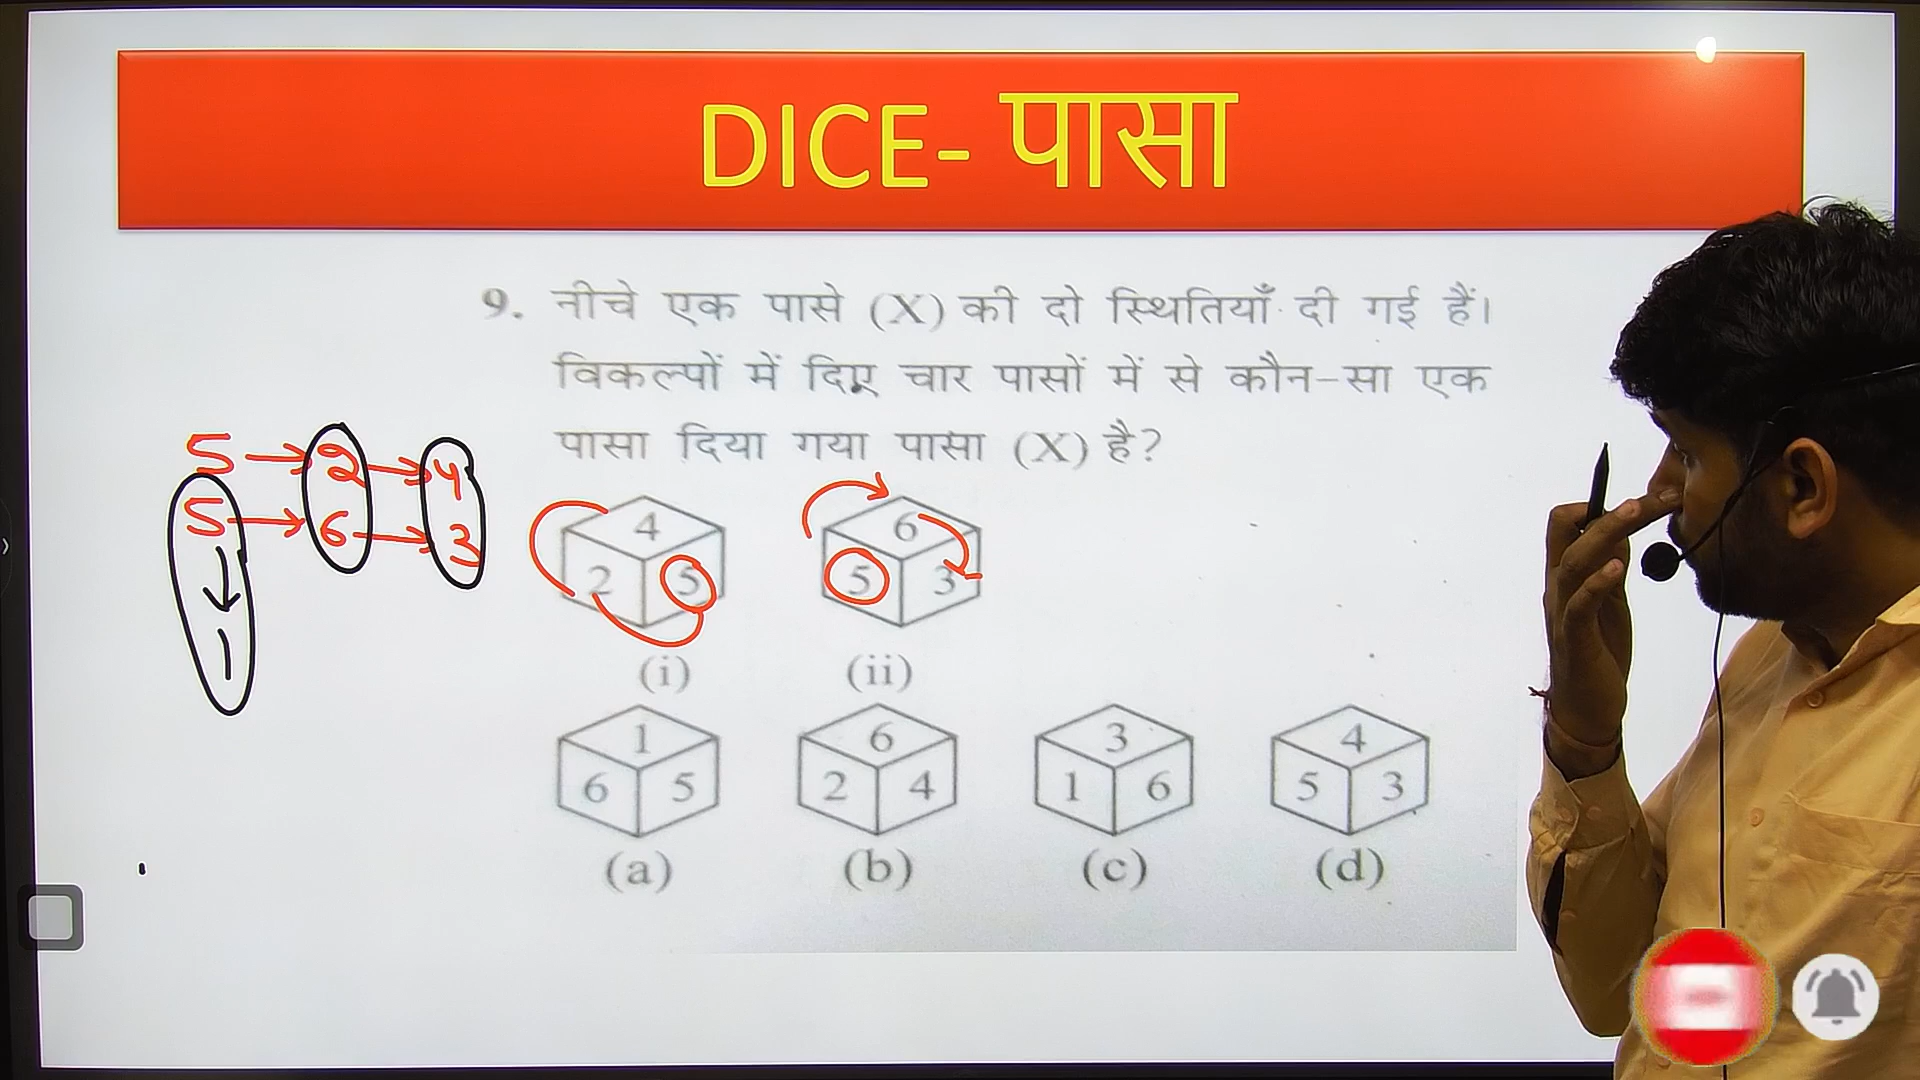 DICE- पासा
9. नीचे एक पासे (X) की दो स्थितियाँ दी गई हैं।
विकल्पों में दिए चार पासों में से कौन-सा एक
पासा दिया गया पासा (X) है?
5 → 2 → 4
5 → 6 → 3
↓
1
4 2 5
6 5 3
(i) (ii)
1 6 5
6 2 4
3 1 6
4 5 3
(a) (b) (c) (d)